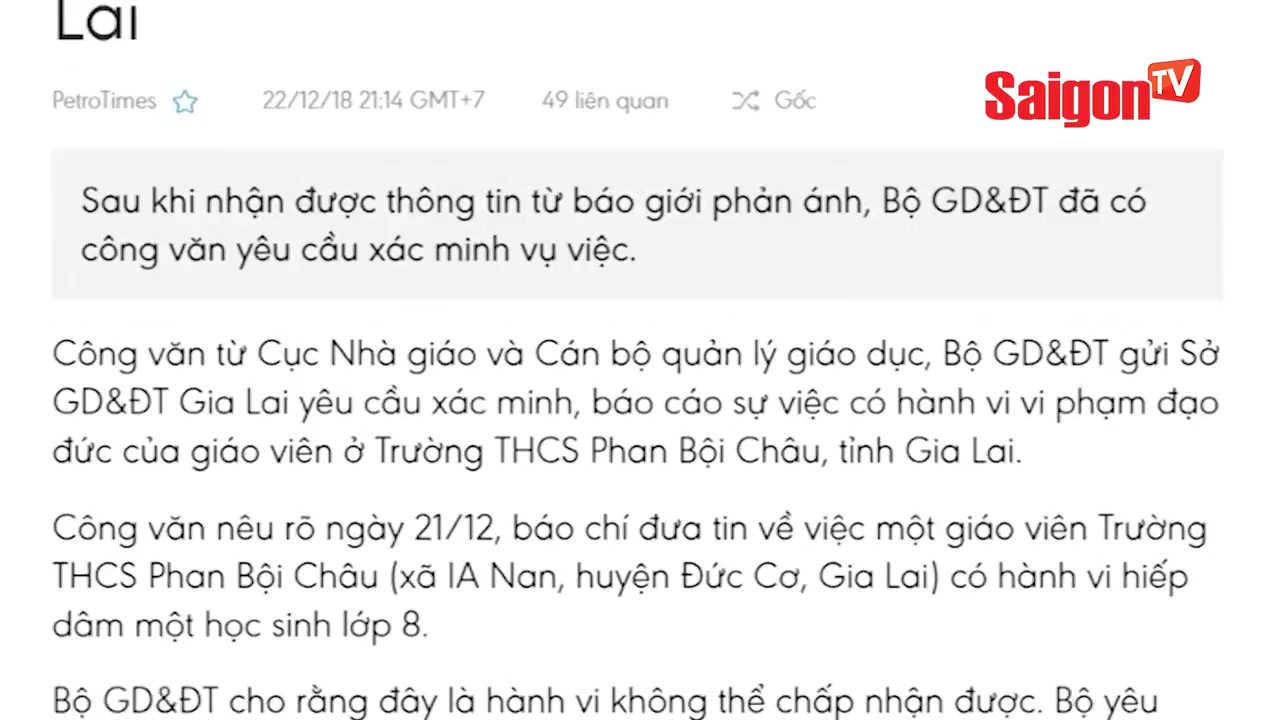 Lai
PetroTimes 22/12/18 21:14 GMT+7 49 liên quan Gốc
Saigon TV
Sau khi nhận được thông tin từ báo giới phản ánh, Bộ GD&ĐT đã có
công văn yêu cầu xác minh vụ việc.
Công văn từ Cục Nhà giáo và Cán bộ quản lý giáo dục, Bộ GD&ĐT gửi Sở
GD&ĐT Gia Lai yêu cầu xác minh, báo cáo sự việc có hành vi vi phạm đạo
đức của giáo viên ở Trường THCS Phan Bội Châu, tỉnh Gia Lai.
Công văn nêu rõ ngày 21/12, báo chí đưa tin về việc một giáo viên Trường
THCS Phan Bội Châu (xã IA Nan, huyện Đức Cơ, Gia Lai) có hành vi hiếp
dâm một học sinh lớp 8.
Bộ GD&ĐT cho rằng đây là hành vi không thể chấp nhận được. Bộ yêu